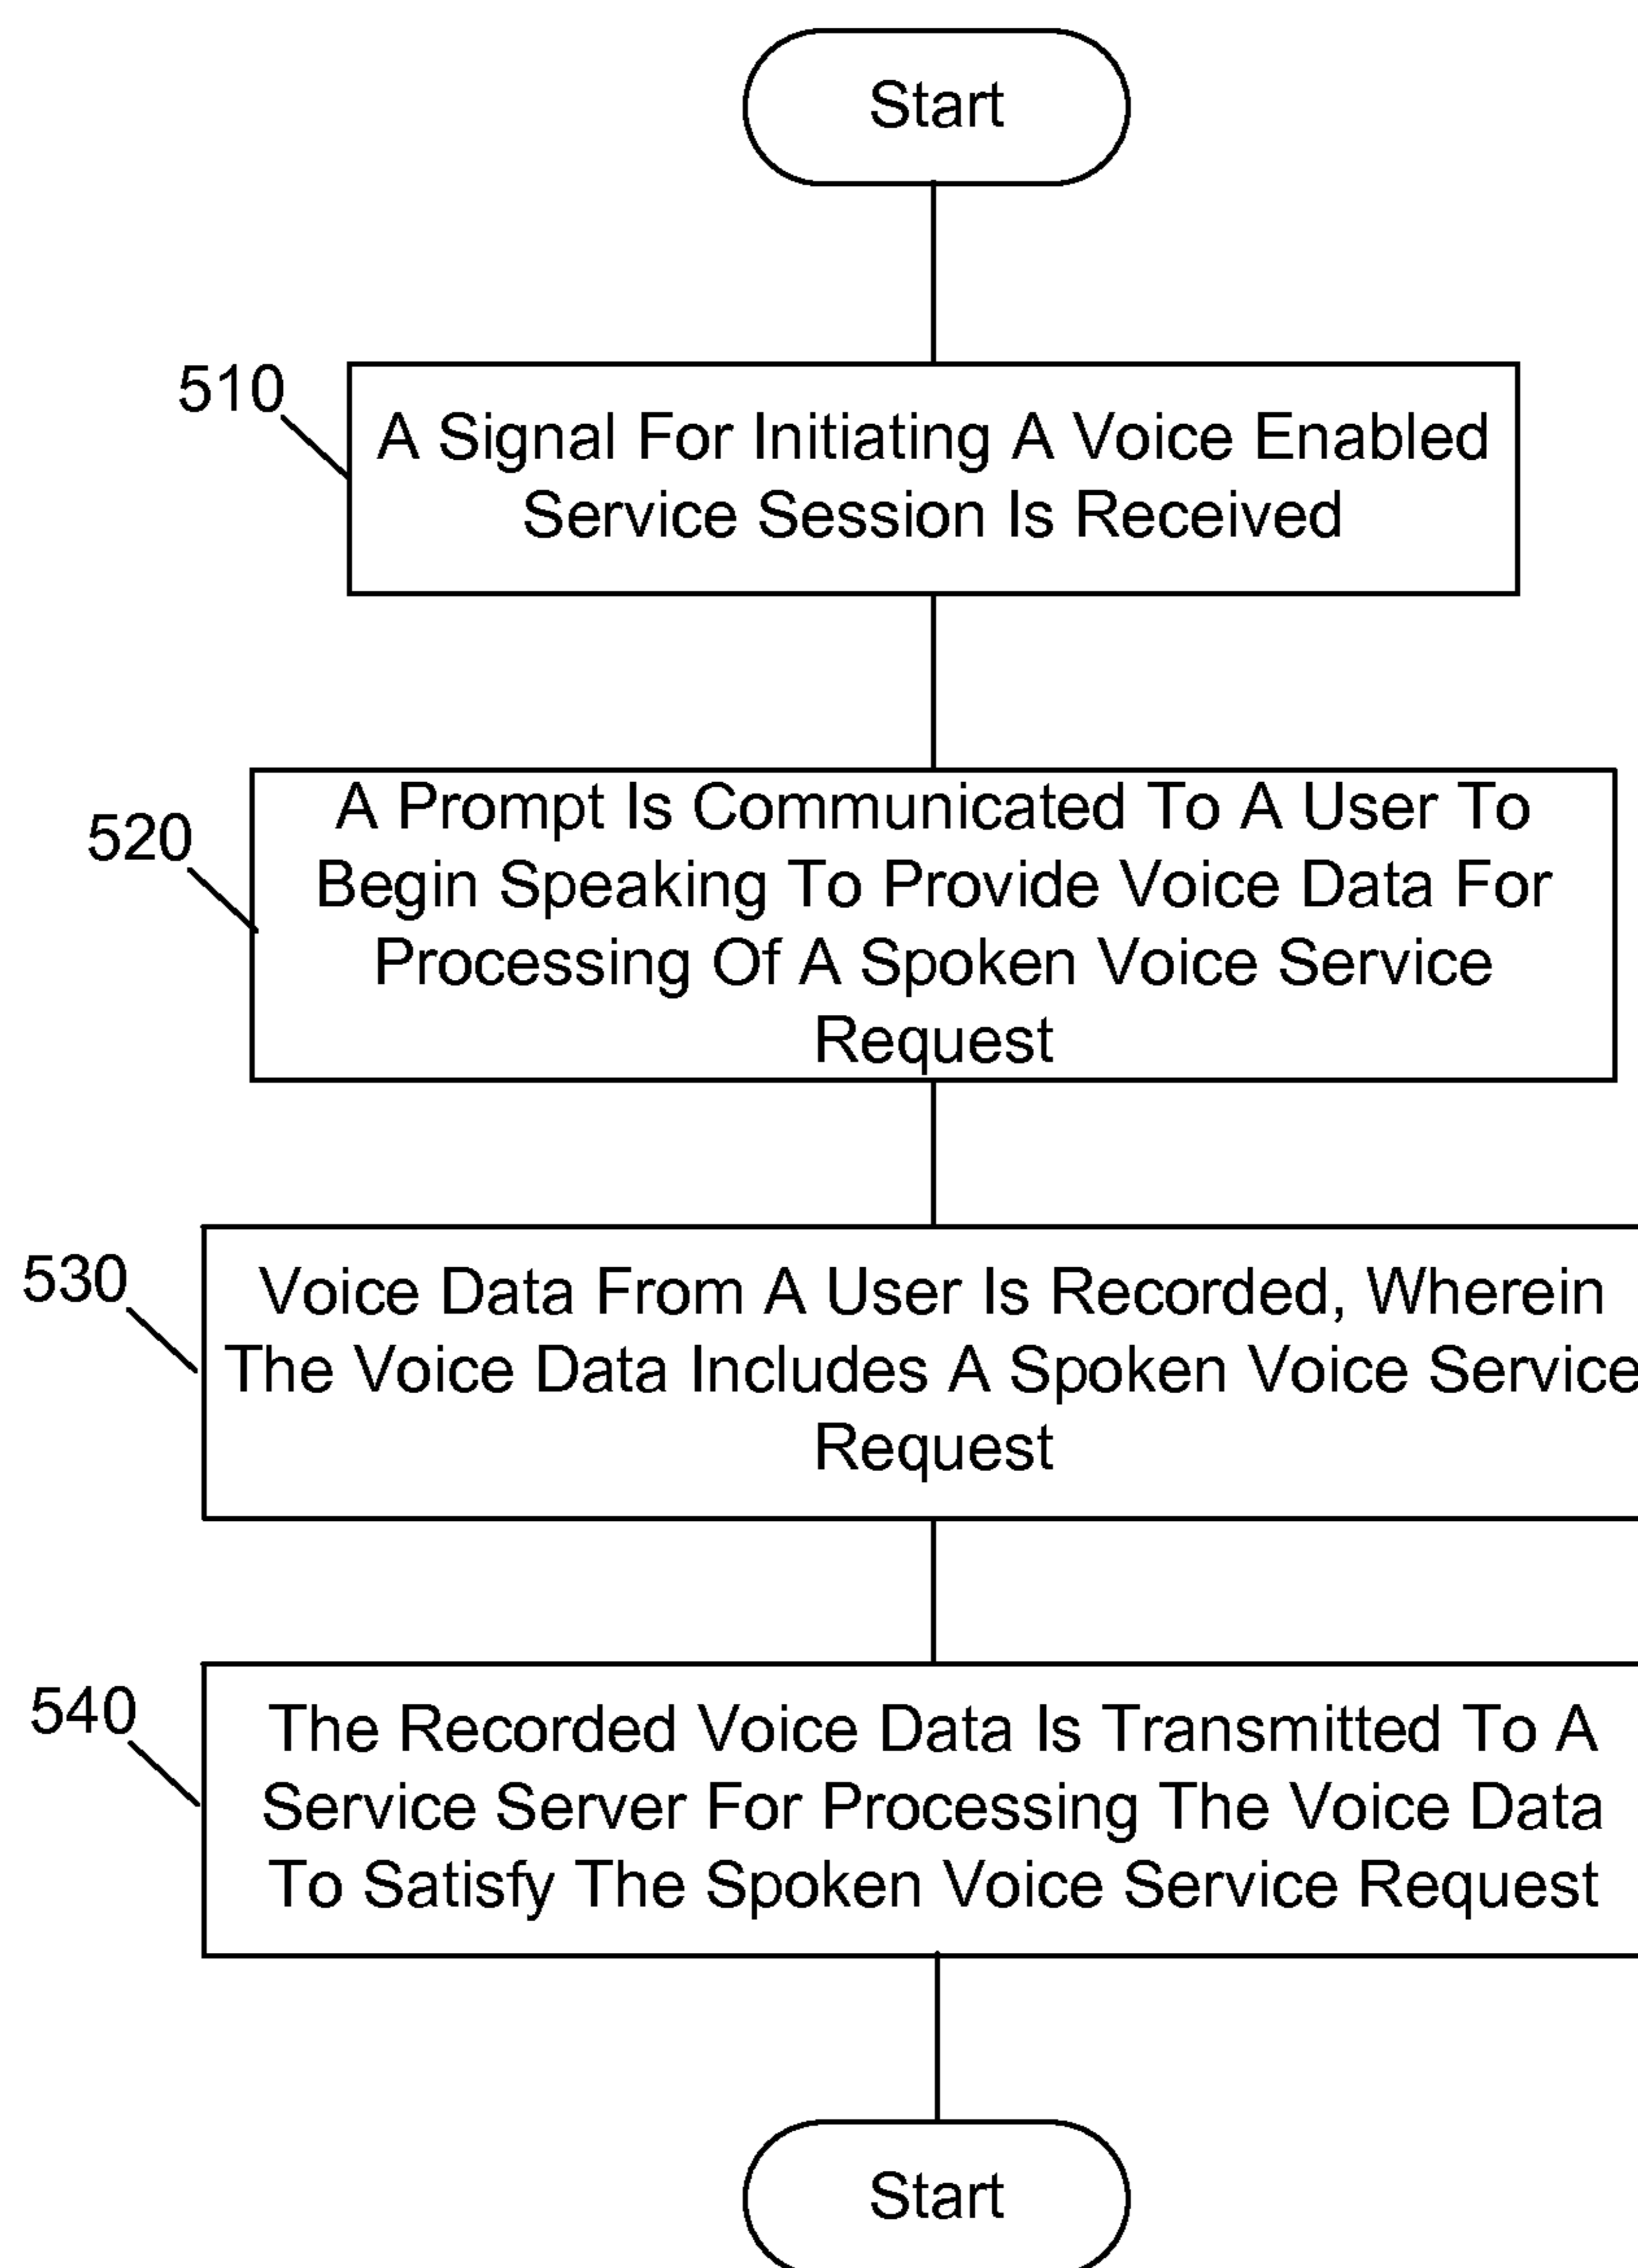 Start
510
A Signal For Initiating A Voice Enabled
Service Session Is Received
520
A Prompt Is Communicated To A User To
Begin Speaking To Provide Voice Data For
Processing Of A Spoken Voice Service
Request
530
Voice Data From A User Is Recorded, Wherein
The Voice Data Includes A Spoken Voice Service
Request
540
The Recorded Voice Data Is Transmitted To A
Service Server For Processing The Voice Data
To Satisfy The Spoken Voice Service Request
Start